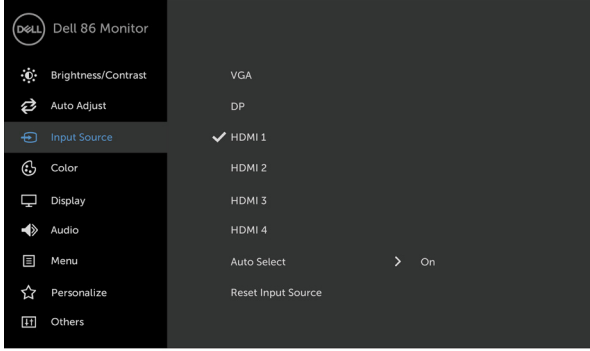 DELL
Dell 86 Monitor
Brightness/Contrast
Auto Adjust
Input Source
Color
Display
Audio
Menu
Personalize
Others
VGA
DP
HDMI 1
HDMI 2
HDMI 3
HDMI 4
Auto Select > On
Reset Input Source